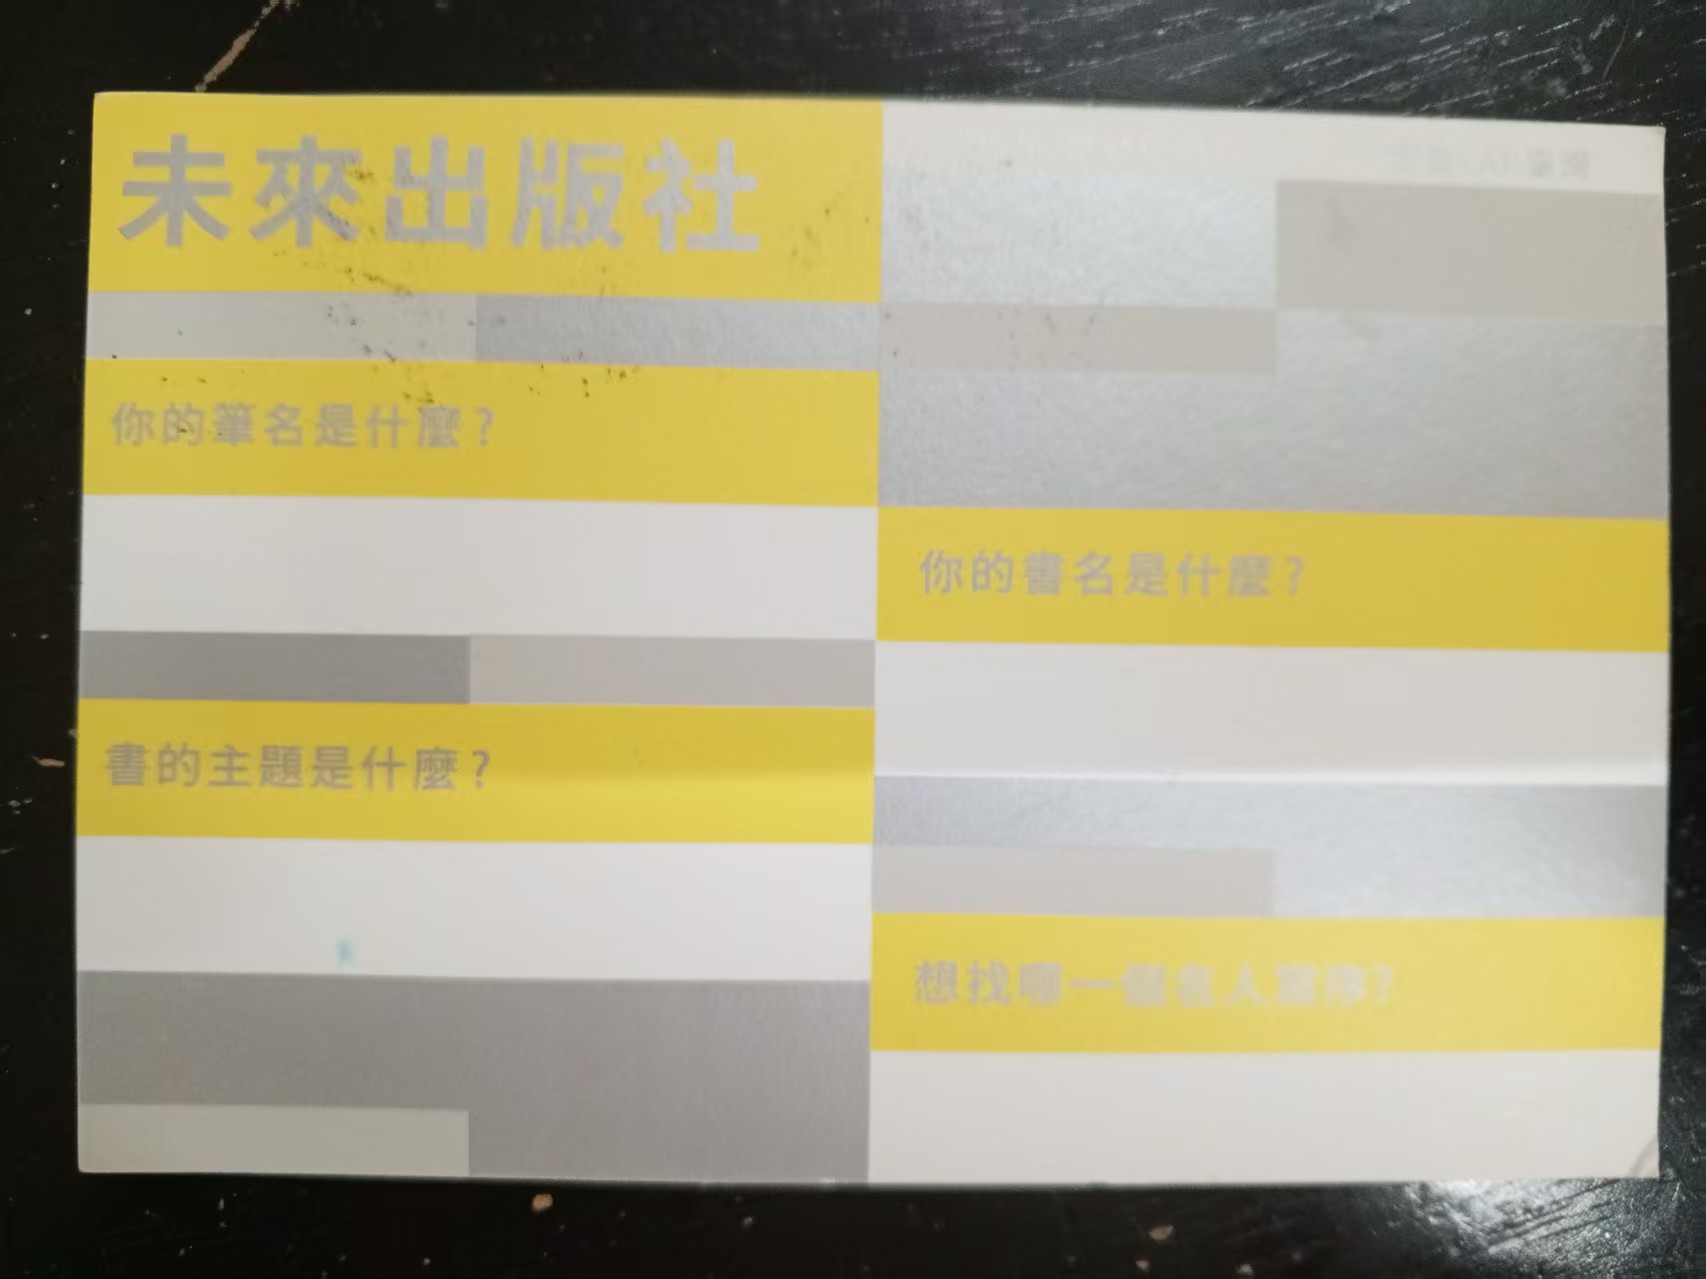 未來出版社
你的筆名是什麼?
你的書名是什麼?
書的主題是什麼?
想找哪一個名人寫序?